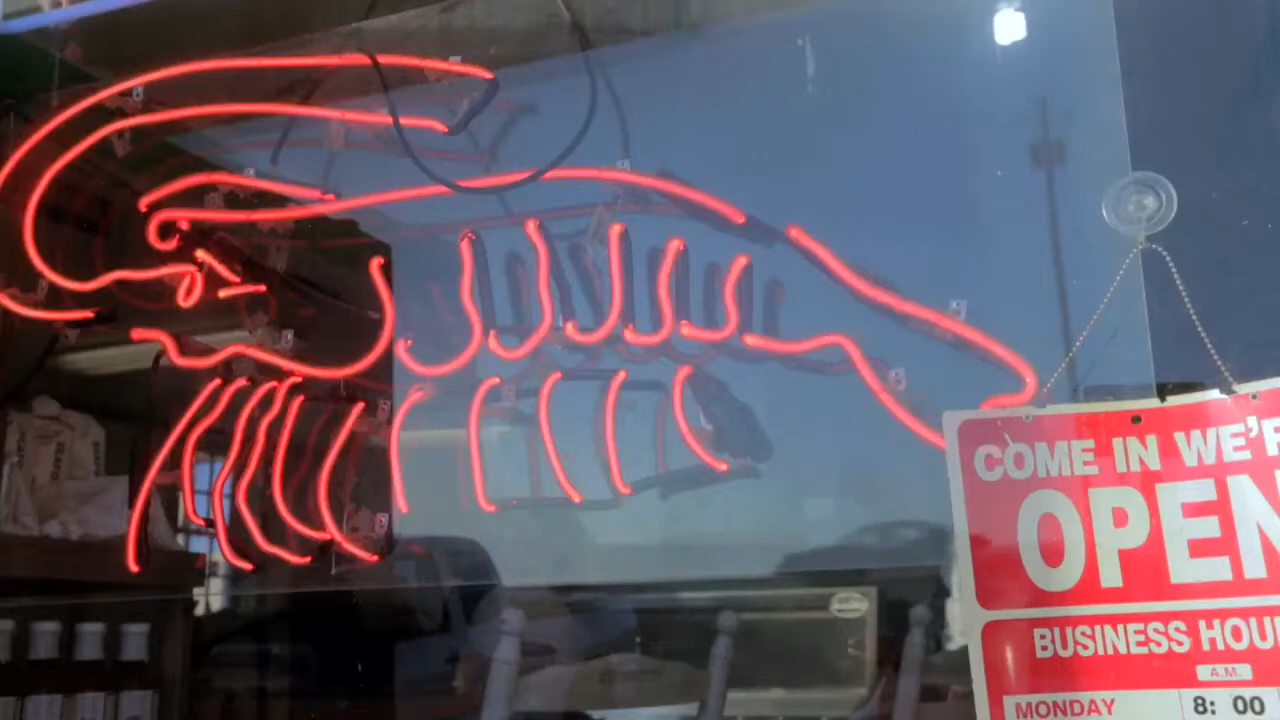 COME IN WE'R
OPEN
BUSINESS HOU
A.M.
MONDAY 8: 00